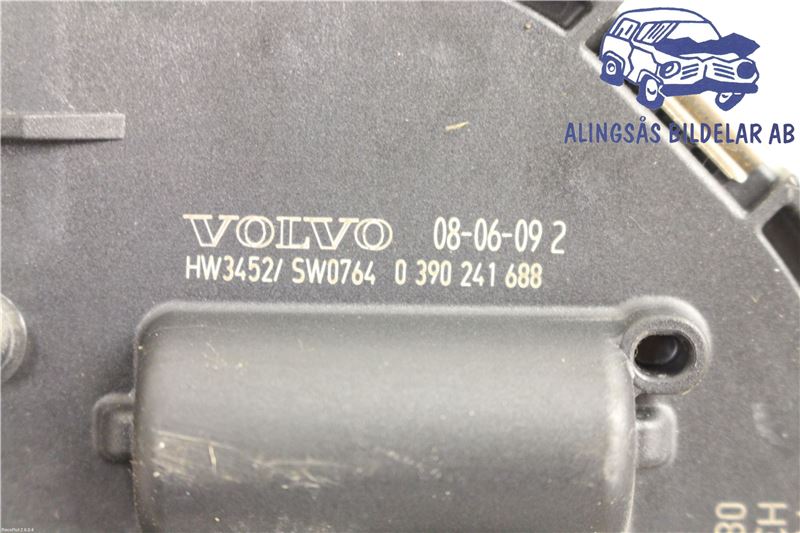 ALINGSÅS BILDELAR AB
VOLVO 08-06-09 2
HW3452/ SW0764 0 390 241 688